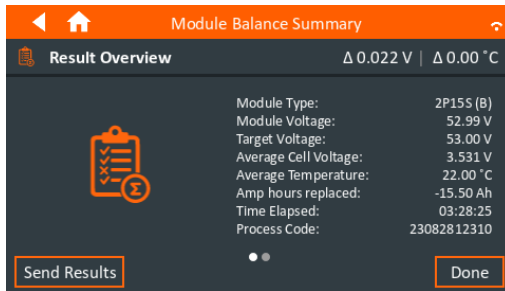 Module Balance Summary
Result Overview Δ 0.022 V | Δ 0.00 °C
Module Type: 2P15S (B)
Module Voltage: 52.99 V
Target Voltage: 53.00 V
Average Cell Voltage: 3.531 V
Average Temperature: 22.00 °C
Amp hours replaced: -15.50 Ah
Time Elapsed: 03:28:25
Process Code: 23082812310
Σ
Send Results Done